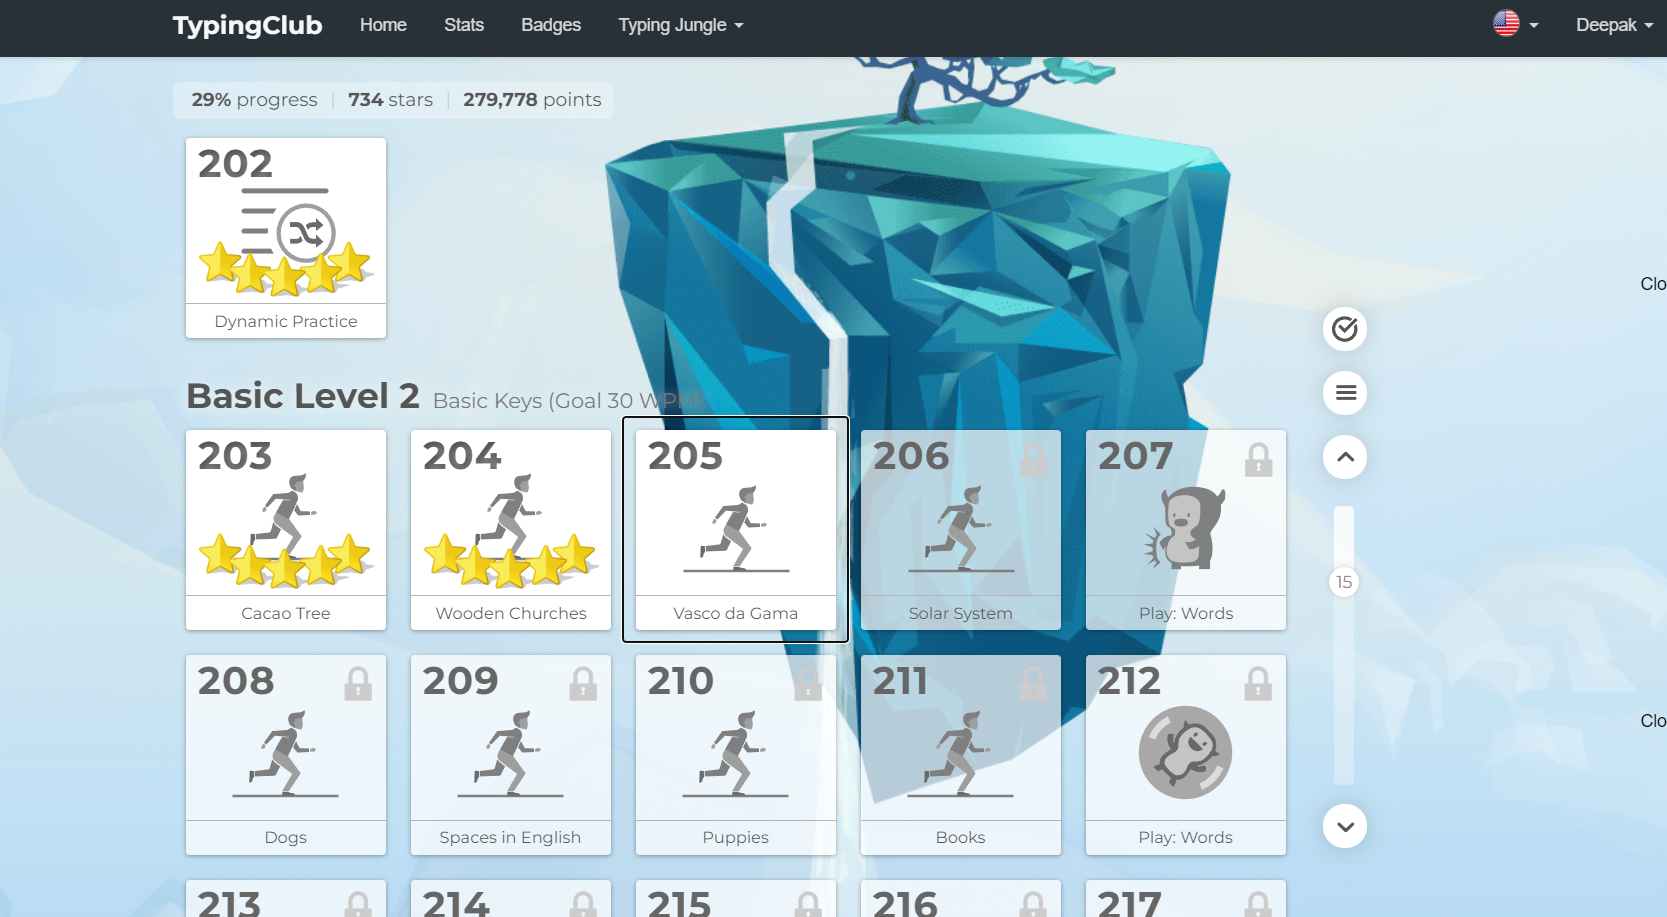 TypingClub Home Stats Badges Typing Jungle Deepak
29% progress 734 stars 279,778 points
202
Dynamic Practice
Clo
Basic Level 2 Basic Keys (Goal 30 WPM)
203 204 205 206 207
Cacao Tree Wooden Churches Vasco da Gama Solar System Play: Words
15
208 209 210 211 212
Clo
Dogs Spaces in English Puppies Books Play: Words
213 214 215 216 217